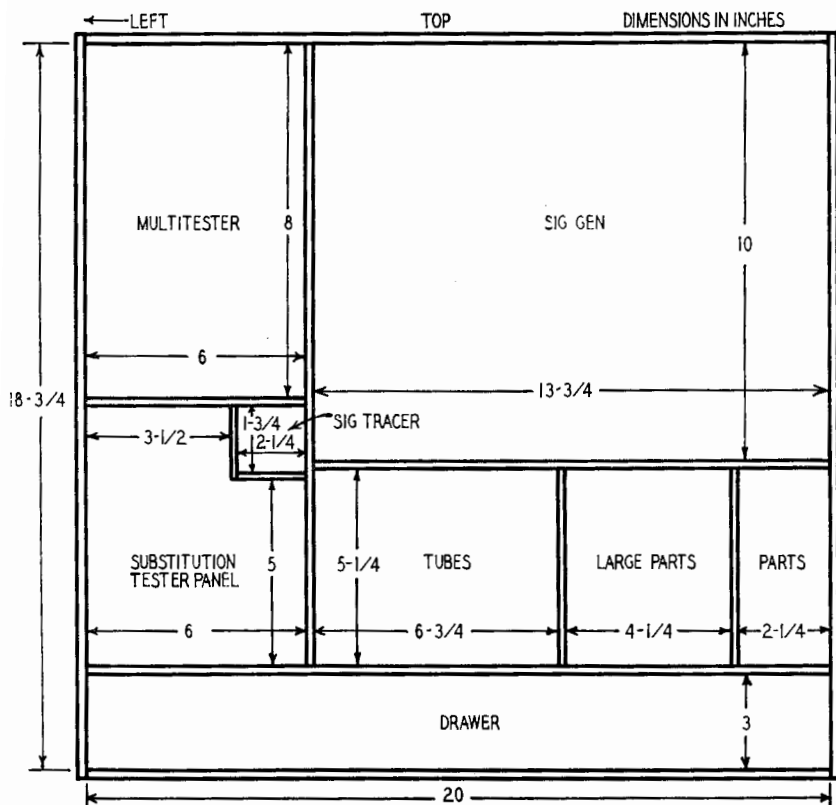 LEFT
TOP
DIMENSIONS IN INCHES
MULTITESTER
8
SIG GEN
10
6
13-3/4
18-3/4
3-1/2
1-3/4
2-1/4
SIG TRACER
SUBSTITUTION
TESTER PANEL
5
5-1/4
TUBES
LARGE PARTS
PARTS
6
6-3/4
4-1/4
2-1/4
DRAWER
3
20